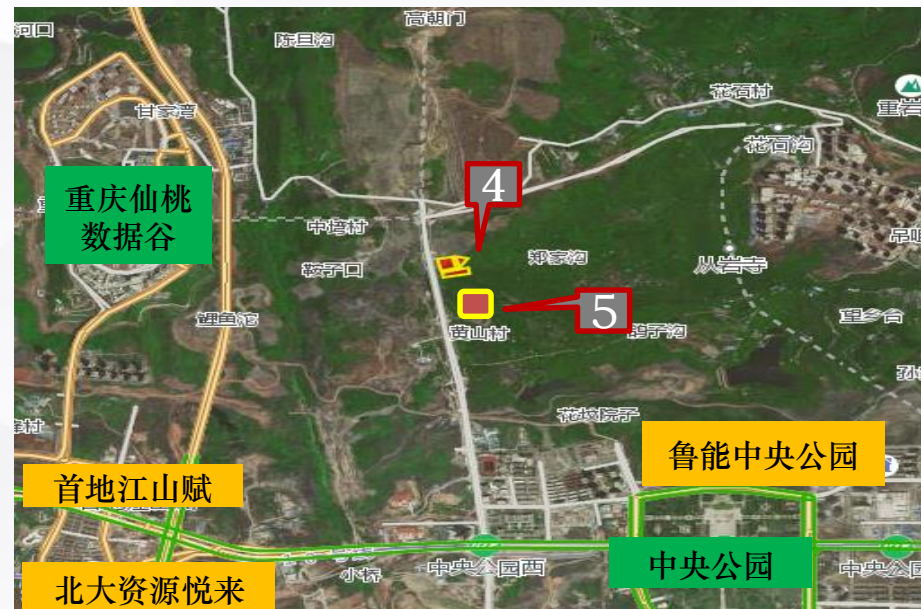 高朝门
河口
陈旦沟
甘家湾
花石村
重岩
花石沟
4
重庆仙桃
数据谷
中塆村
郑家沟
鞍子口
从岩寺
吊咀
5
鲤鱼沱
黄山村
鸽子沟
望乡台
花坟院子
鲁能中央公园
首地江山赋
中央公园西
中央公园
小桥
北大资源悦来